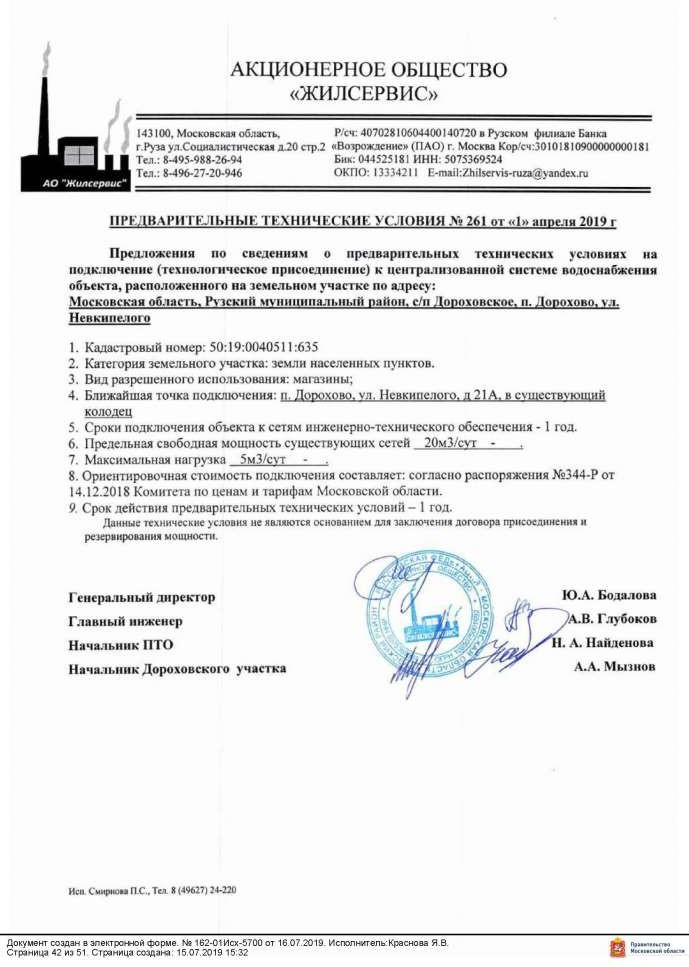 АКЦИОНЕРНОЕ ОБЩЕСТВО
«ЖИЛСЕРВИС»
АО "Жилсервис"
143100, Московская область,
г.Руза ул.Социалистическая д.20 стр.2
Тел.: 8-495-988-26-94
Тел.: 8-496-27-20-946
Р/сч: 40702810604400140720 в Рузском филиале Банка
«Возрождение» (ПАО) г. Москва Кор/сч:30101810900000000181
Бик: 044525181 ИНН: 5075369524
ОКПО: 13334211 E-mail:Zhilservis-ruza@yandex.ru
ПРЕДВАРИТЕЛЬНЫЕ ТЕХНИЧЕСКИЕ УСЛОВИЯ № 261 от «1» апреля 2019 г
Предложения по сведениям о предварительных технических условиях на
подключение (технологическое присоединение) к централизованной системе водоснабжения
объекта, расположенного на земельном участке по адресу:
Московская область, Рузский муниципальный район, с/п Дороховское, п. Дорохово, ул.
Невкипелого
1. Кадастровый номер: 50:19:0040511:635
2. Категория земельного участка: земли населенных пунктов.
3. Вид разрешенного использования: магазины;
4. Ближайшая точка подключения: п. Дорохово, ул. Невкипелого, д 21А, в существующий
колодец
5. Сроки подключения объекта к сетям инженерно-технического обеспечения - 1 год.
6. Предельная свободная мощность существующих сетей 20м3/сут - .
7. Максимальная нагрузка 5м3/сут - .
8. Ориентировочная стоимость подключения составляет: согласно распоряжения №344-Р от
14.12.2018 Комитета по ценам и тарифам Московской области.
9. Срок действия предварительных технических условий – 1 год.
Данные технические условия не являются основанием для заключения договора присоединения и
резервирования мощности.
Генеральный директор Ю.А. Бодалова
Главный инженер А.В. Глубоков
Начальник ПТО Н. А. Найденова
Начальник Дороховского участка А.А. Мызнов
ЖИЛСЕРВИС
Исп. Смирнова П.С., Тел. 8 (49627) 24-220
Документ создан в электронной форме. № 162-01Исх-5700 от 16.07.2019. Исполнитель:Краснова Я.В.
Страница 42 из 51. Страница создана: 15.07.2019 15:32
Правительство
Московской области